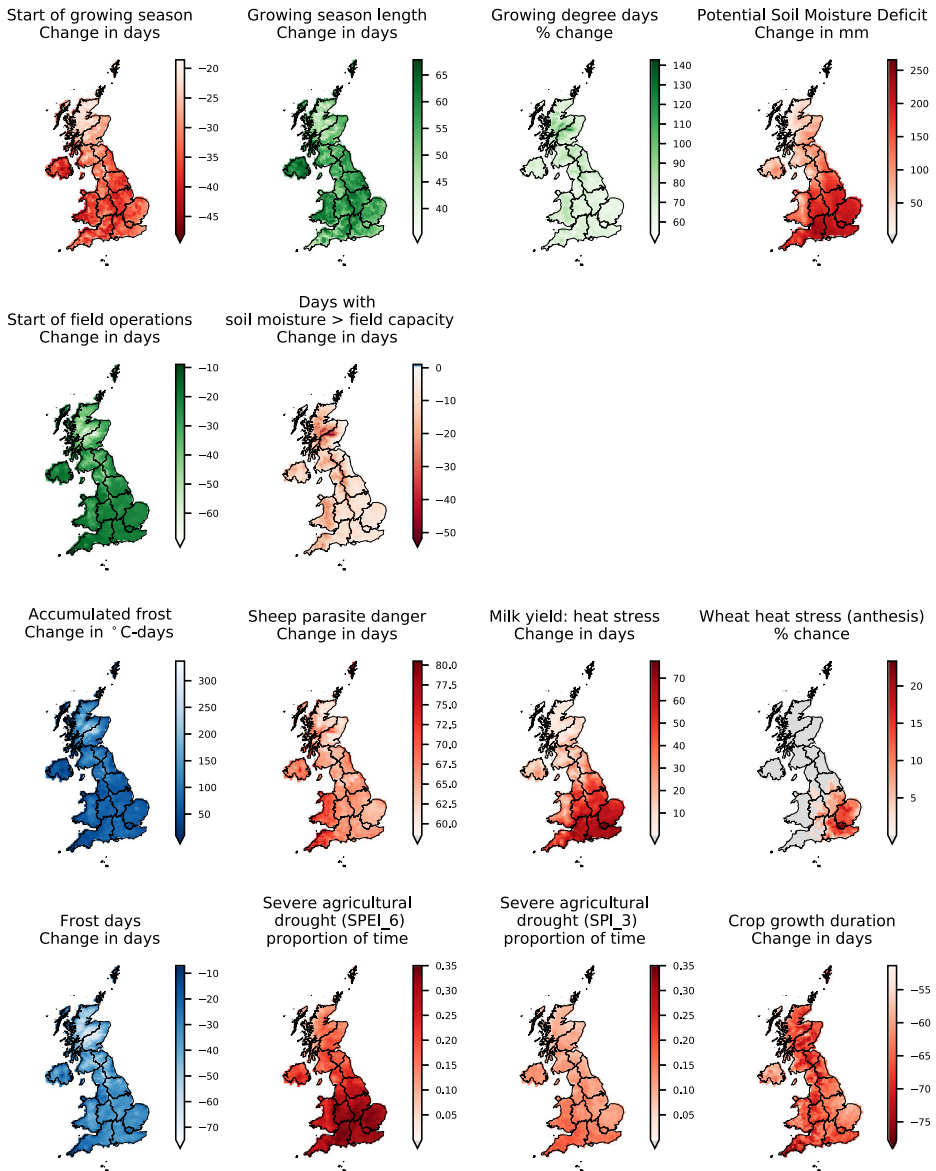 Start of growing season
Change in days
−20
−25
−30
−35
−40
−45
Growing season length
Change in days
65
60
55
50
45
40
Growing degree days
% change
140
130
120
110
100
90
80
70
60
Potential Soil Moisture Deficit
Change in mm
250
200
150
100
50
Start of field operations
Change in days
−10
−20
−30
−40
−50
−60
Days with
soil moisture > field capacity
Change in days
0
−10
−20
−30
−40
−50
Accumulated frost
Change in °C-days
300
250
200
150
100
50
Sheep parasite danger
Change in days
80.0
77.5
75.0
72.5
70.0
67.5
65.0
62.5
60.0
Milk yield: heat stress
Change in days
70
60
50
40
30
20
10
Wheat heat stress (anthesis)
% chance
20
15
10
5
Frost days
Change in days
−10
−20
−30
−40
−50
−60
−70
Severe agricultural
drought (SPEI_6)
proportion of time
0.35
0.30
0.25
0.20
0.15
0.10
0.05
Severe agricultural
drought (SPI_3)
proportion of time
0.35
0.30
0.25
0.20
0.15
0.10
0.05
Crop growth duration
Change in days
−55
−60
−65
−70
−75